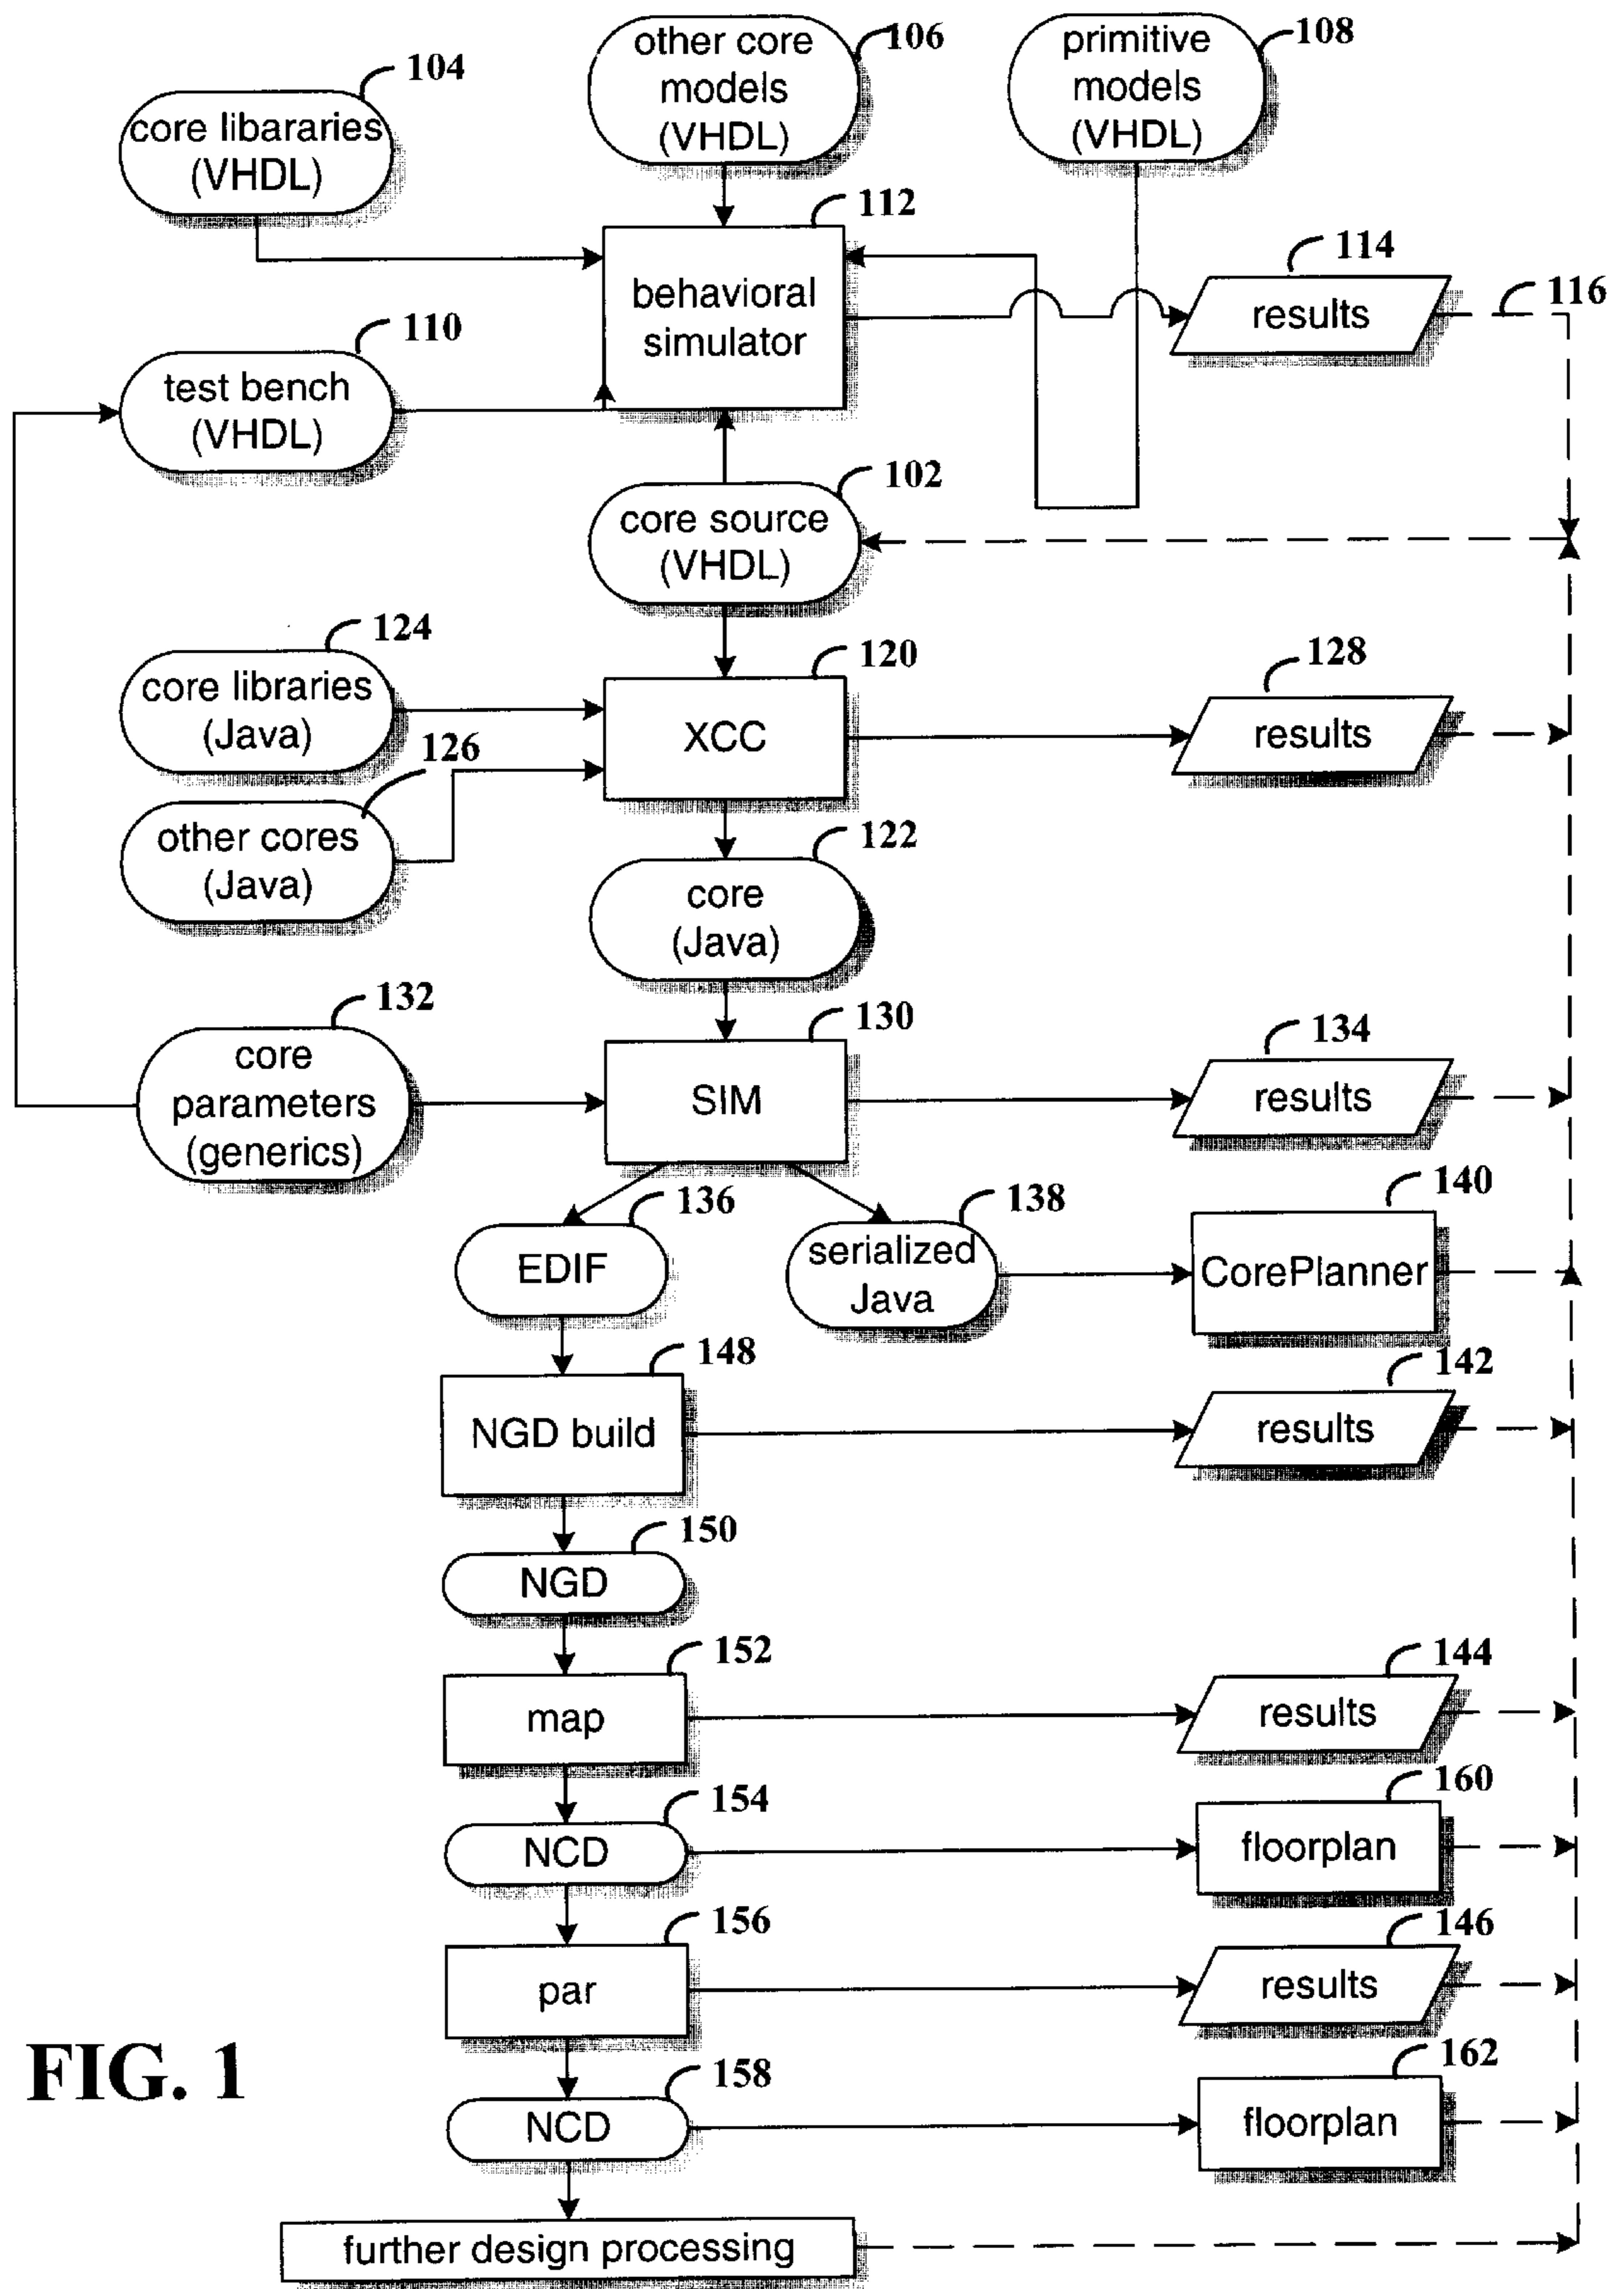 other core
models
(VHDL)
106
primitive
models
(VHDL)
108
104
core libararies
(VHDL)
112
behavioral
simulator
114
results
116
110
test bench
(VHDL)
102
core source
(VHDL)
124
core libraries
(Java)
120
XCC
128
results
126
other cores
(Java)
122
core
(Java)
132
core
parameters
(generics)
130
SIM
134
results
136
EDIF
138
serialized
Java
140
CorePlanner
148
NGD build
142
results
150
NGD
152
map
144
results
154
NCD
160
floorplan
156
par
146
results
FIG. 1
158
NCD
162
floorplan
further design processing